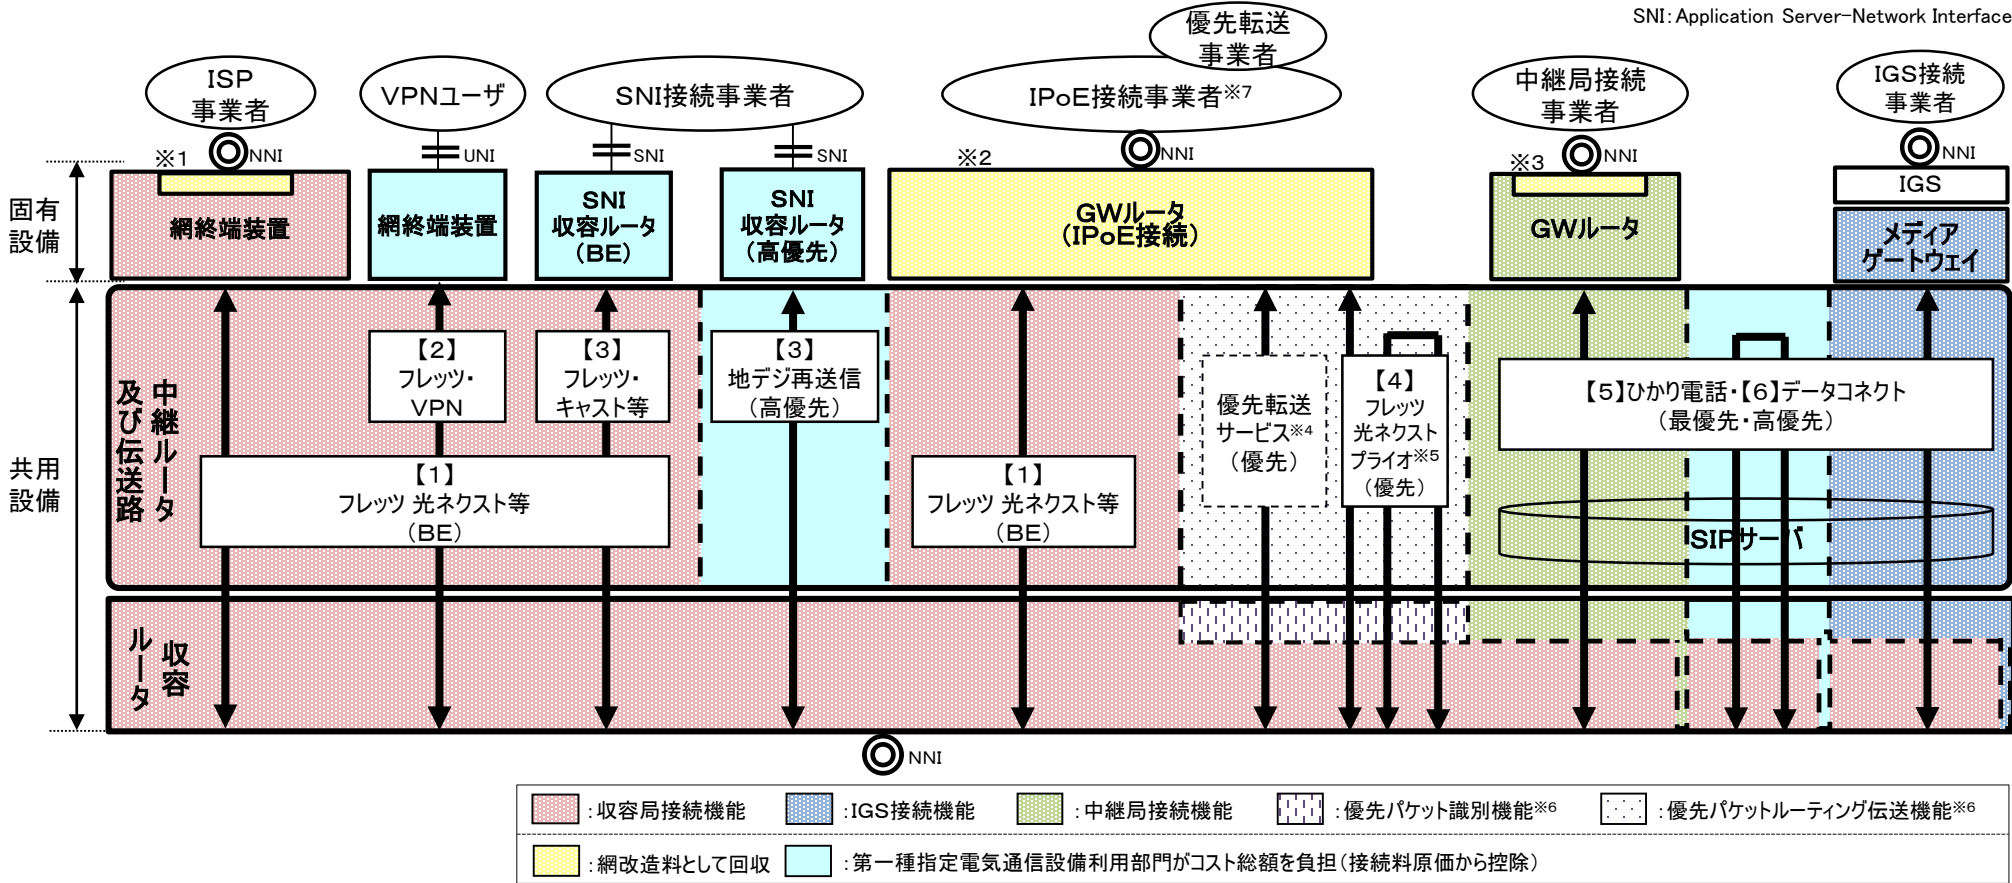 SNI：Application Server-Network Interface
優先転送
事業者
ISP
事業者
VPNユーザ
SNI接続事業者
IPoE接続事業者※7
中継局接続
事業者
IGS接続
事業者
※1
NNI
UNI
SNI
SNI
※2
NNI
※3
NNI
NNI
固有
設備
網終端装置
網終端装置
SNI
収容ルータ
（BE）
SNI
収容ルータ
（高優先）
GWルータ
（IPoE接続）
GWルータ
IGS
メディア
ゲートウェイ
共用
設備
中継ルータ
及び伝送路
【2】
フレッツ・
VPN
【3】
フレッツ・
キャスト等
【3】
地デジ再送信
（高優先）
【1】
フレッツ 光ネクスト等
（BE）
【1】
フレッツ 光ネクスト等
（BE）
優先転送
サービス※4
（優先）
【4】
フレッツ
光ネクスト
プライオ※5
（優先）
【5】ひかり電話・【6】データコネクト
（最優先・高優先）
SIPサーバ
収容
ルータ
NNI
：収容局接続機能
：IGS接続機能
：中継局接続機能
：優先パケット識別機能※6
：優先パケットルーティング伝送機能※6
：網改造料として回収
：第一種指定電気通信設備利用部門がコスト総額を負担（接続料原価から控除）